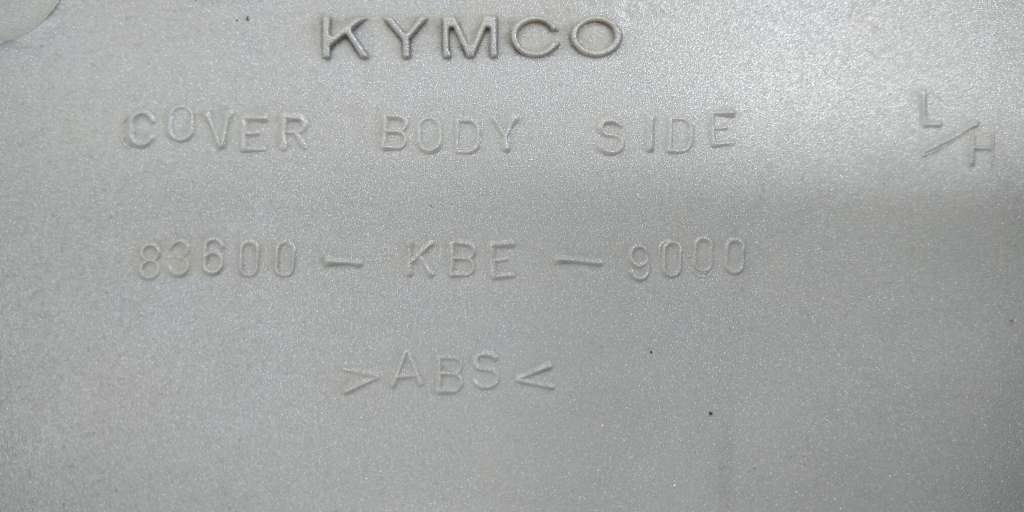 KYMCO
COVER BODY SIDE L/H
83600-KBE-9000
>ABS<